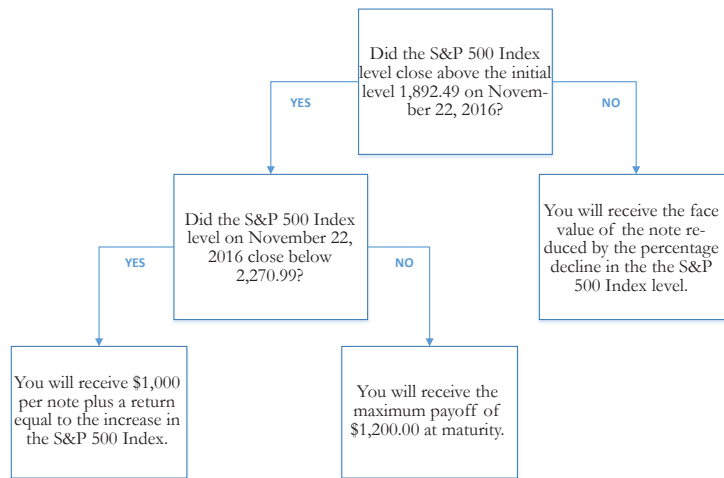 Did the S&P 500 Index
level close above the initial
level 1,892.49 on Novem-
ber 22, 2016?
YES
NO
Did the S&P 500 Index
level on November 22,
2016 close below
2,270.99?
You will receive the face
value of the note re-
duced by the percentage
decline in the the S&P
500 Index level.
YES
NO
You will receive $1,000
per note plus a return
equal to the increase in
the S&P 500 Index.
You will receive the
maximum payoff of
$1,200.00 at maturity.